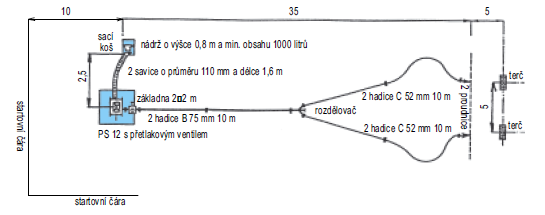 10
35
5
sací
koš
nádrž o výšce 0,8 m a min. obsahu 1000 litrů
2,5
2 savice o průměru 110 mm a délce 1,6 m
základna 2□2 m
2 hadice B 75 mm 10 m
PS 12 s přetlakovým ventilem
rozdělovač
2 hadice C 52 mm 10 m
2 hadice C 52 mm 10 m
2 proudnice
terč
5
terč
startovní čára
startovní čára